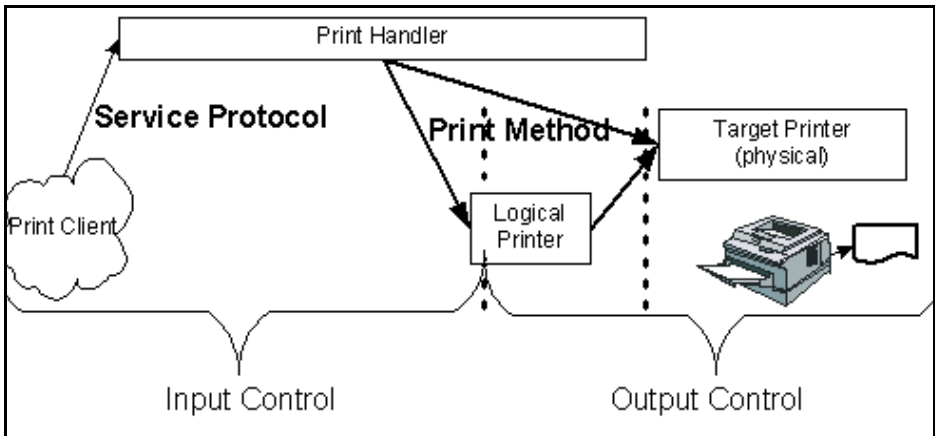 Print Handler
Service Protocol
Print Method
Target Printer
(physical)
Print Client
Logical
Printer
Input Control
Output Control